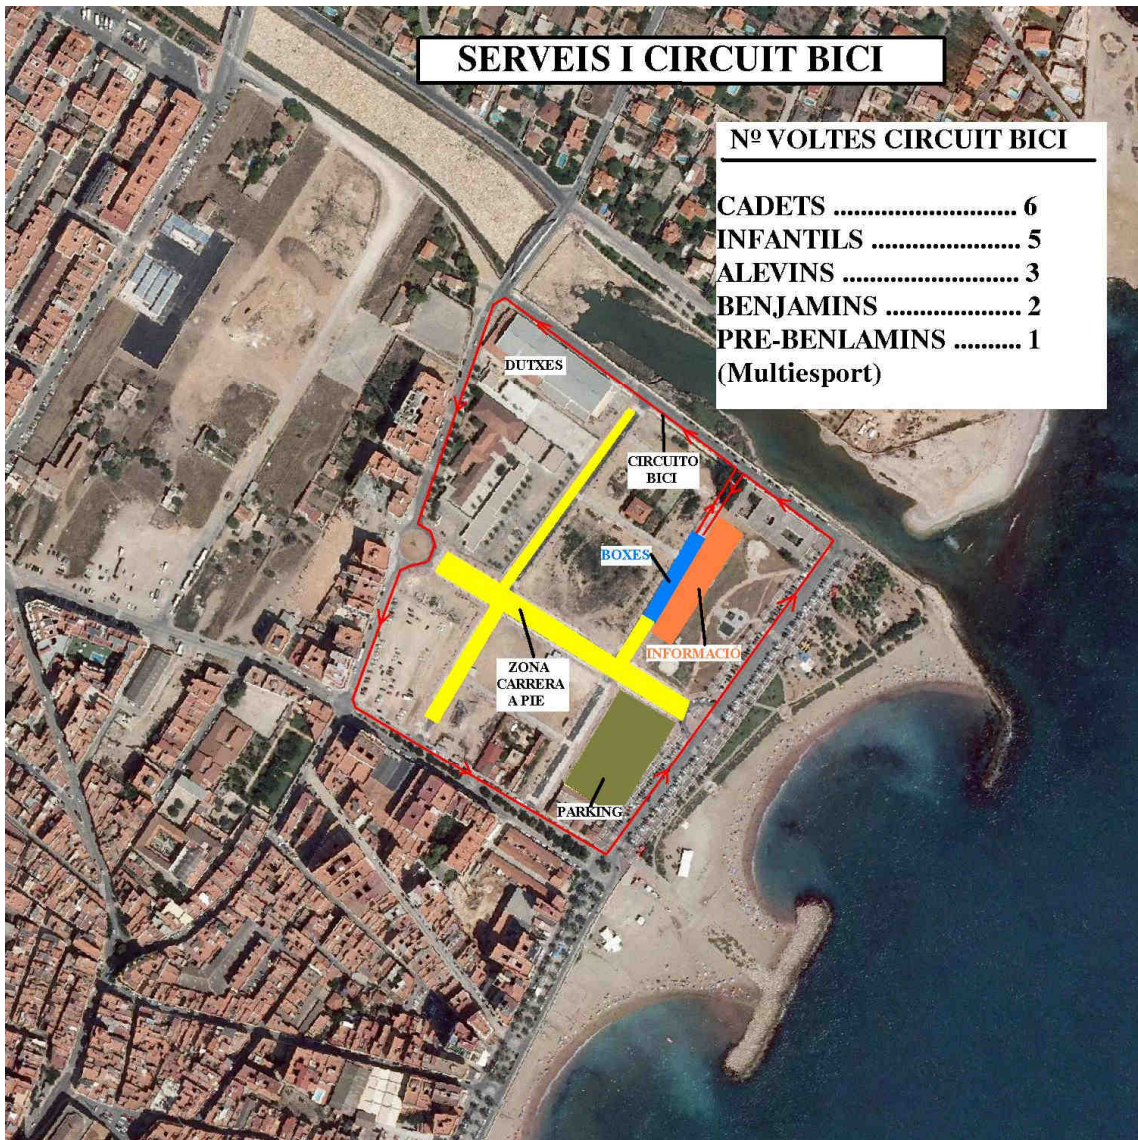 SERVEIS I CIRCUIT BICI
Nº VOLTES CIRCUIT BICI
CADETS ........................... 6
INFANTILS ...................... 5
ALEVINS .......................... 3
BENJAMINS .................... 2
PRE-BENLAMINS .......... 1
(Multiesport)
DUTXES
CIRCUITO
BICI
BOXES
INFORMACIÓ
ZONA
CARRERA
A PIE
PARKING